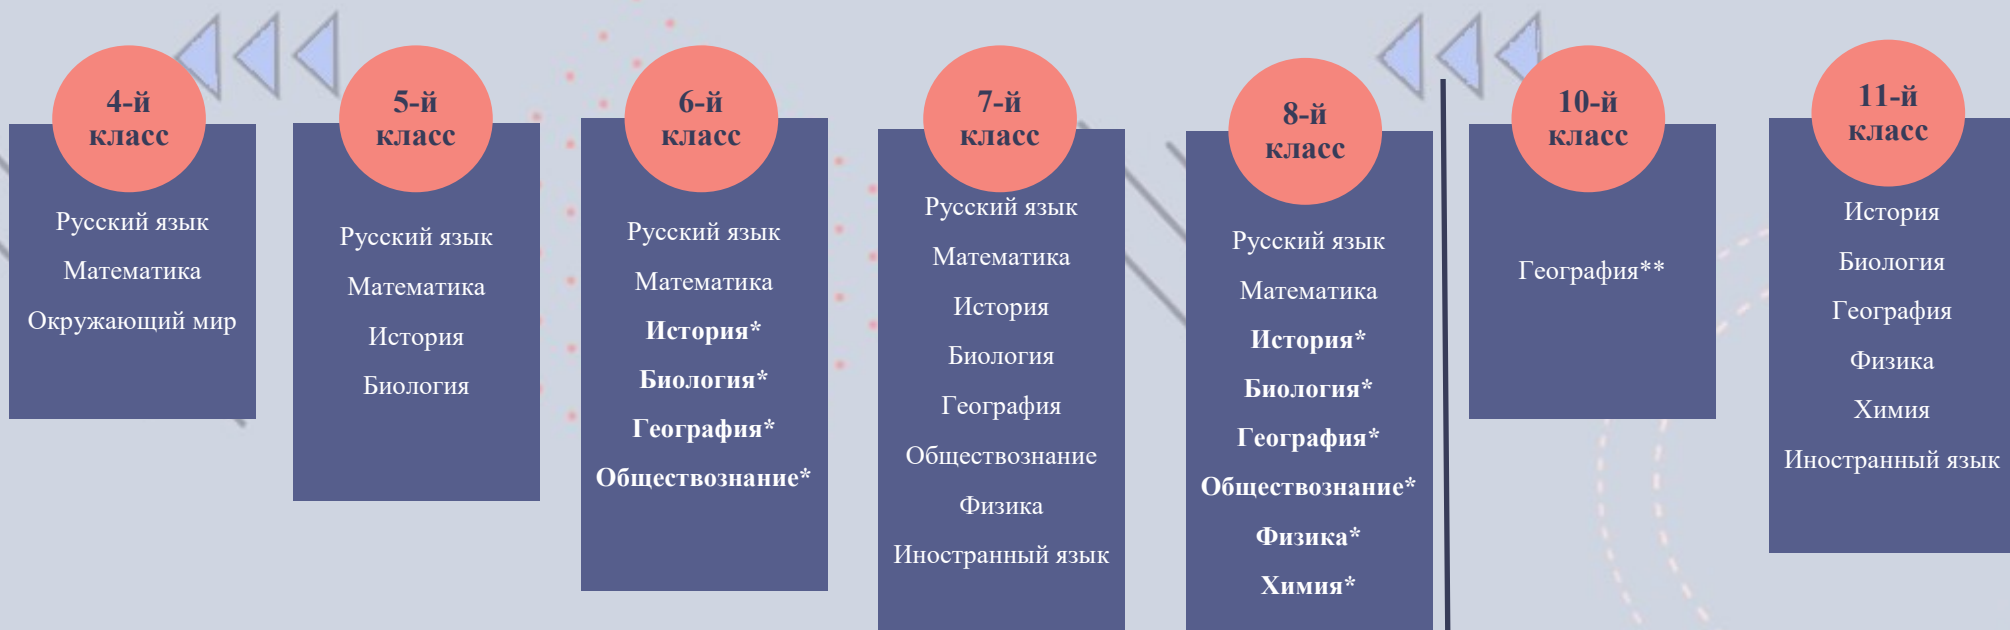 4-й
класс
Русский язык
Математика
Окружающий мир
5-й
класс
Русский язык
Математика
История
Биология
6-й
класс
Русский язык
Математика
История*
Биология*
География*
Обществознание*
7-й
класс
Русский язык
Математика
История
Биология
География
Обществознание
Физика
Иностранный язык
8-й
класс
Русский язык
Математика
История*
Биология*
География*
Обществознание*
Физика*
Химия*
10-й
класс
География**
11-й
класс
История
Биология
География
Физика
Химия
Иностранный язык